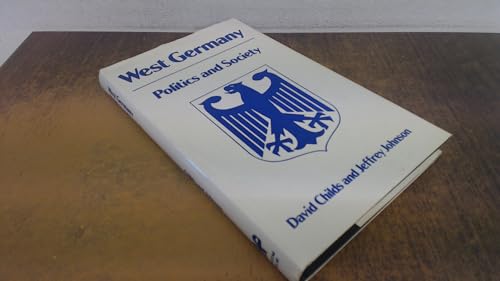 West Germany
Politics and Society
David Childs and Jeffrey Johnson